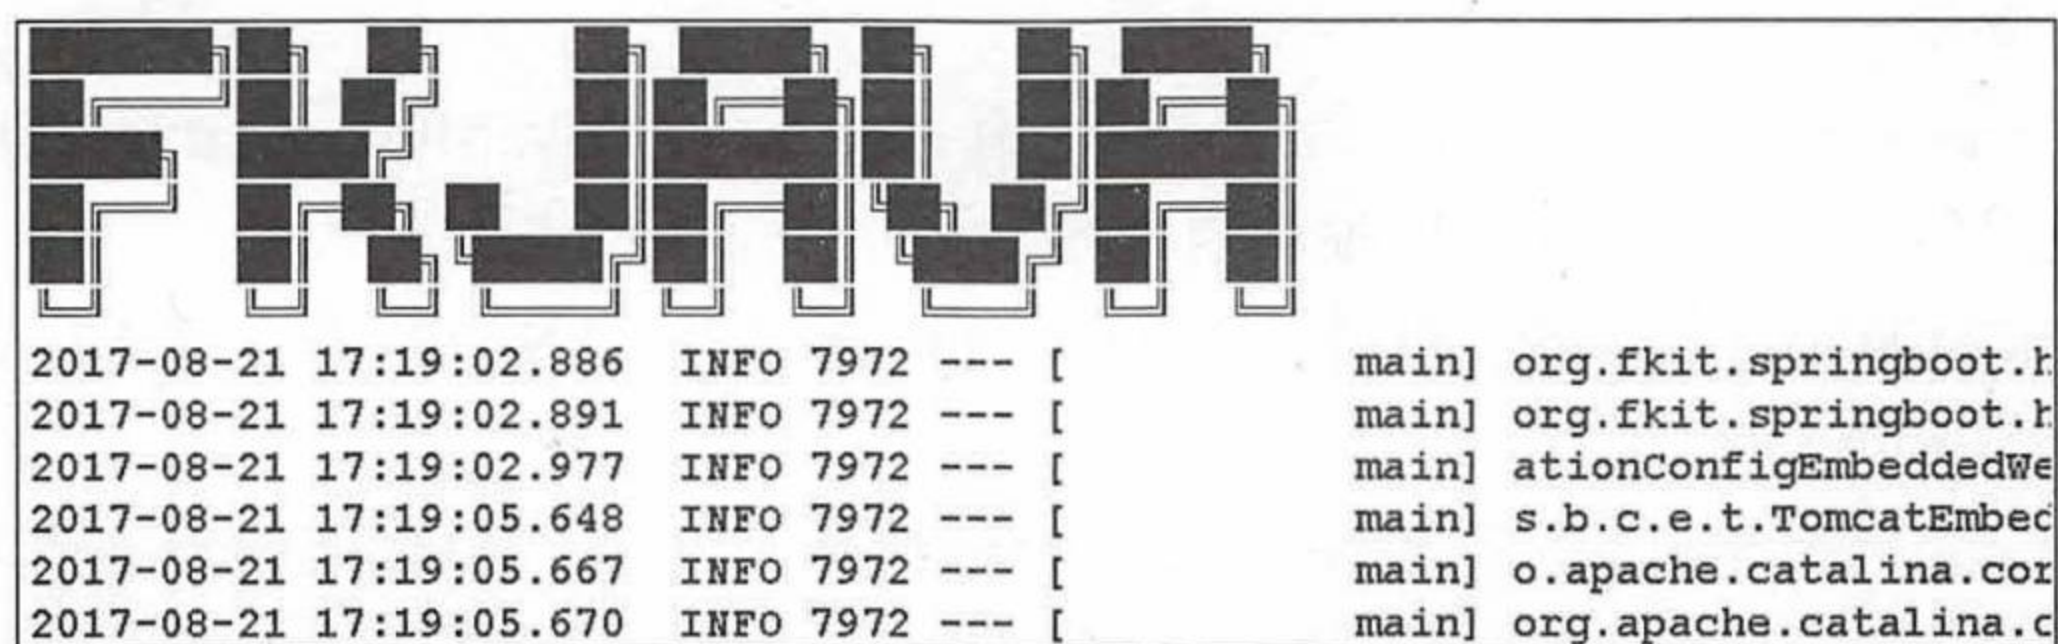 FKJAVA
2017-08-21 17:19:02.886  INFO 7972 --- [           main] org.fkit.springboot.h
2017-08-21 17:19:02.891  INFO 7972 --- [           main] org.fkit.springboot.h
2017-08-21 17:19:02.977  INFO 7972 --- [           main] ationConfigEmbeddedWe
2017-08-21 17:19:05.648  INFO 7972 --- [           main] s.b.c.e.t.TomcatEmbed
2017-08-21 17:19:05.667  INFO 7972 --- [           main] o.apache.catalina.cor
2017-08-21 17:19:05.670  INFO 7972 --- [           main] org.apache.catalina.c